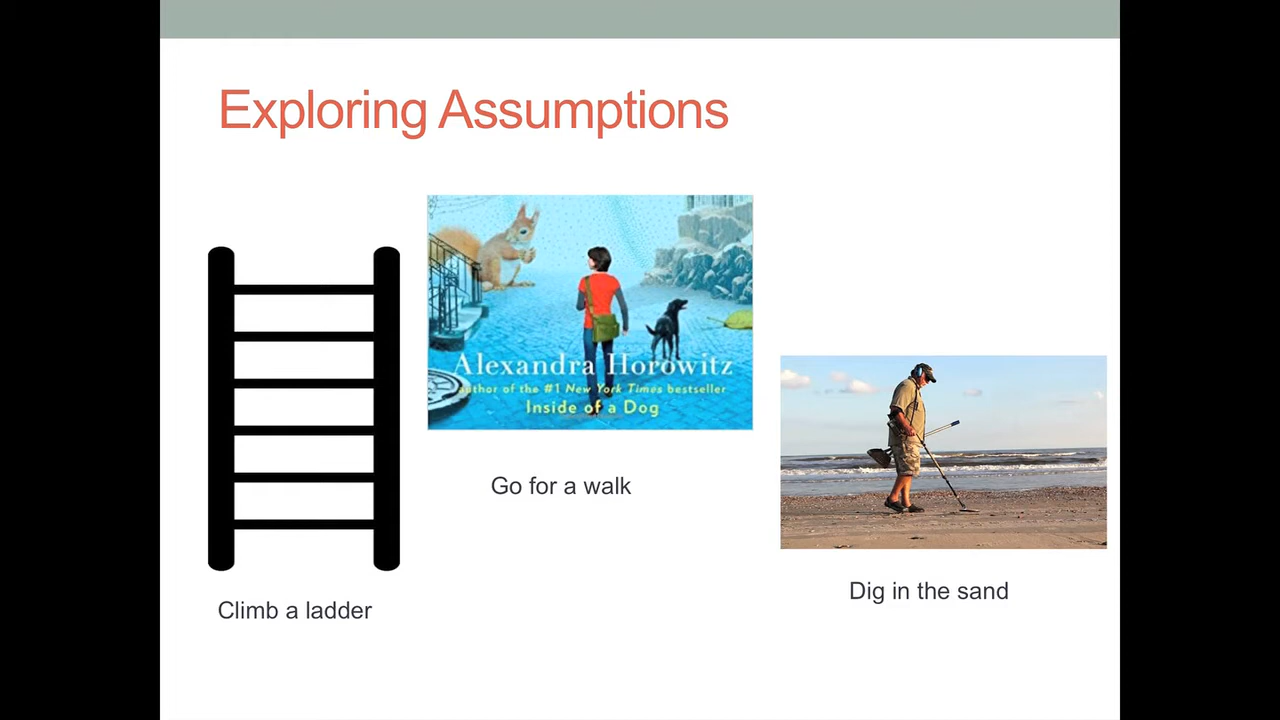 Exploring Assumptions
Alexandra Horowitz
author of the #1 New York Times bestseller
Inside of a Dog
Go for a walk
Dig in the sand
Climb a ladder